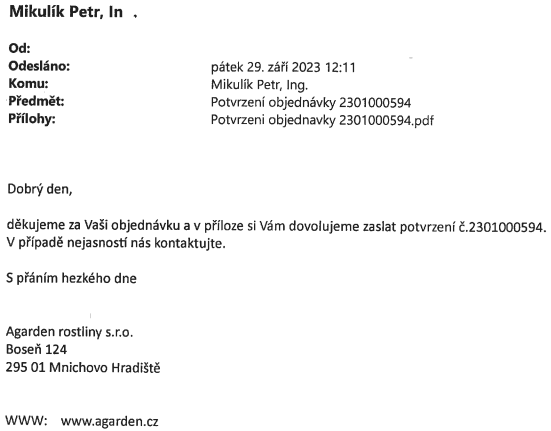 Mikulík Petr, In .
Od:
Odesláno: pátek 29. září 2023 12:11
Komu: Mikulík Petr, Ing.
Předmět: Potvrzení objednávky 2301000594
Přílohy: Potvrzeni objednavky 2301000594.pdf
Dobrý den,
děkujeme za Vaši objednávku a v příloze si Vám dovolujeme zaslat potvrzení č.2301000594.
V případě nejasností nás kontaktujte.
S přáním hezkého dne
Agarden rostliny s.r.o.
Boseň 124
295 01 Mnichovo Hradiště
WWW: www.agarden.cz